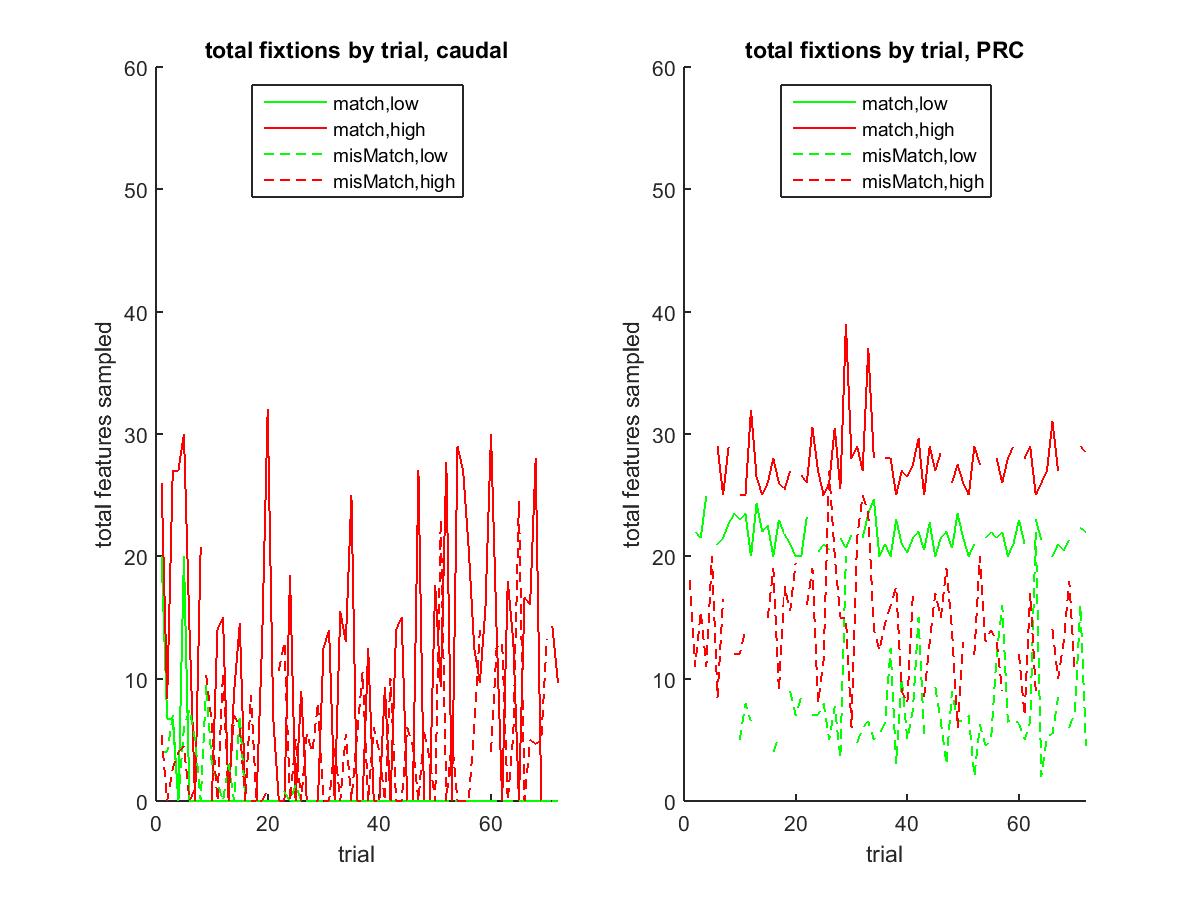 total fixtions by trial, caudal
60
50
40
30
20
10
0
0 20 40 60
total features sampled
trial
match,low
match,high
misMatch,low
misMatch,high
total fixtions by trial, PRC
60
50
40
30
20
10
0
0 20 40 60
total features sampled
trial
match,low
match,high
misMatch,low
misMatch,high